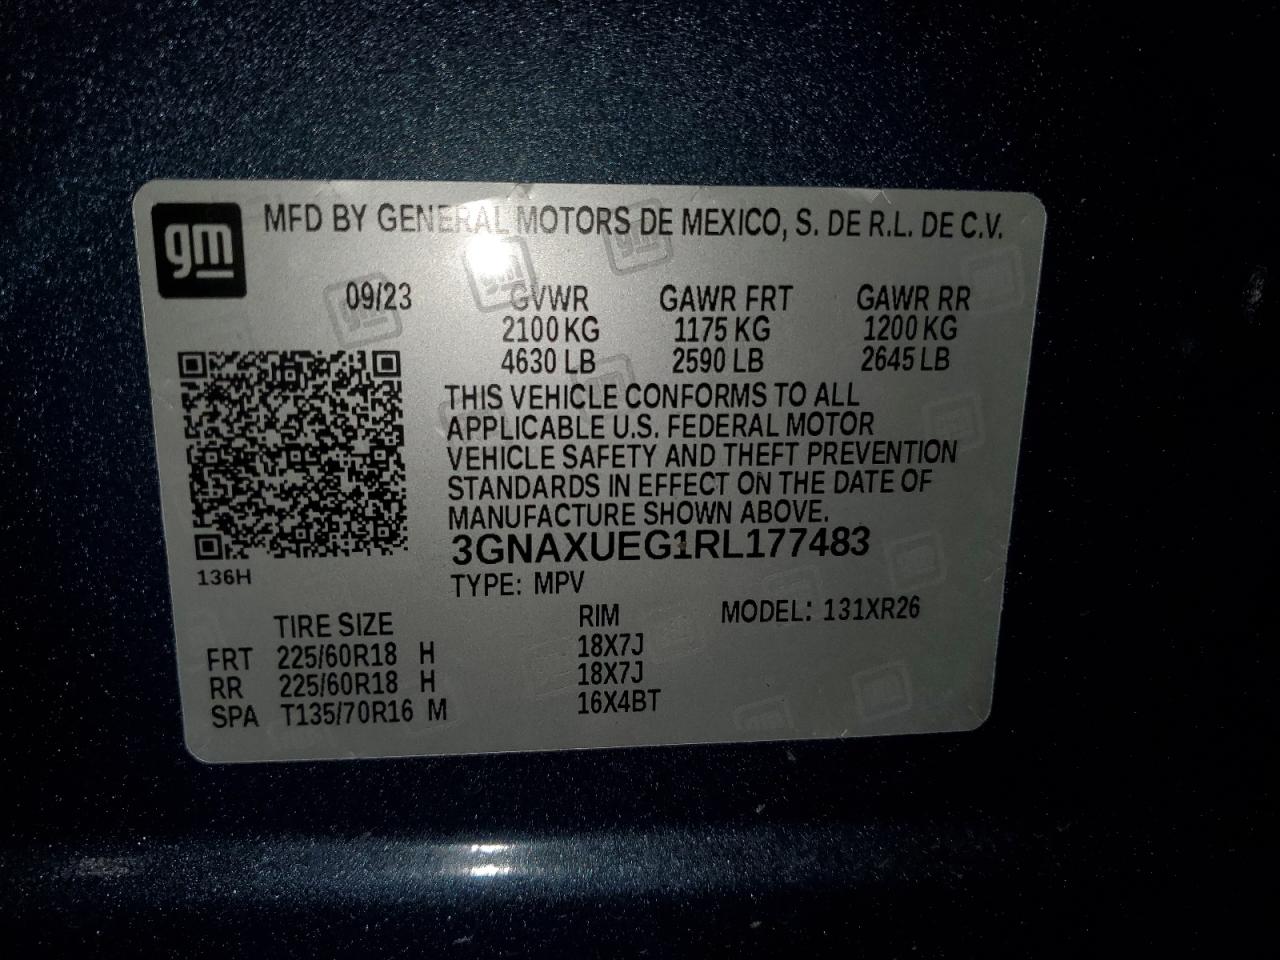 gm
MFD BY GENERAL MOTORS DE MEXICO, S. DE R.L. DE C.V.
09/23 GVWR GAWR FRT GAWR RR
2100 KG 1175 KG 1200 KG
4630 LB 2590 LB 2645 LB
THIS VEHICLE CONFORMS TO ALL
APPLICABLE U.S. FEDERAL MOTOR
VEHICLE SAFETY AND THEFT PREVENTION
STANDARDS IN EFFECT ON THE DATE OF
MANUFACTURE SHOWN ABOVE.
3GNAXUEG1RL177483
136H
TYPE: MPV
TIRE SIZE RIM MODEL: 131XR26
FRT 225/60R18 H 18X7J
RR 225/60R18 H 18X7J
SPA T135/70R16 M 16X4BT